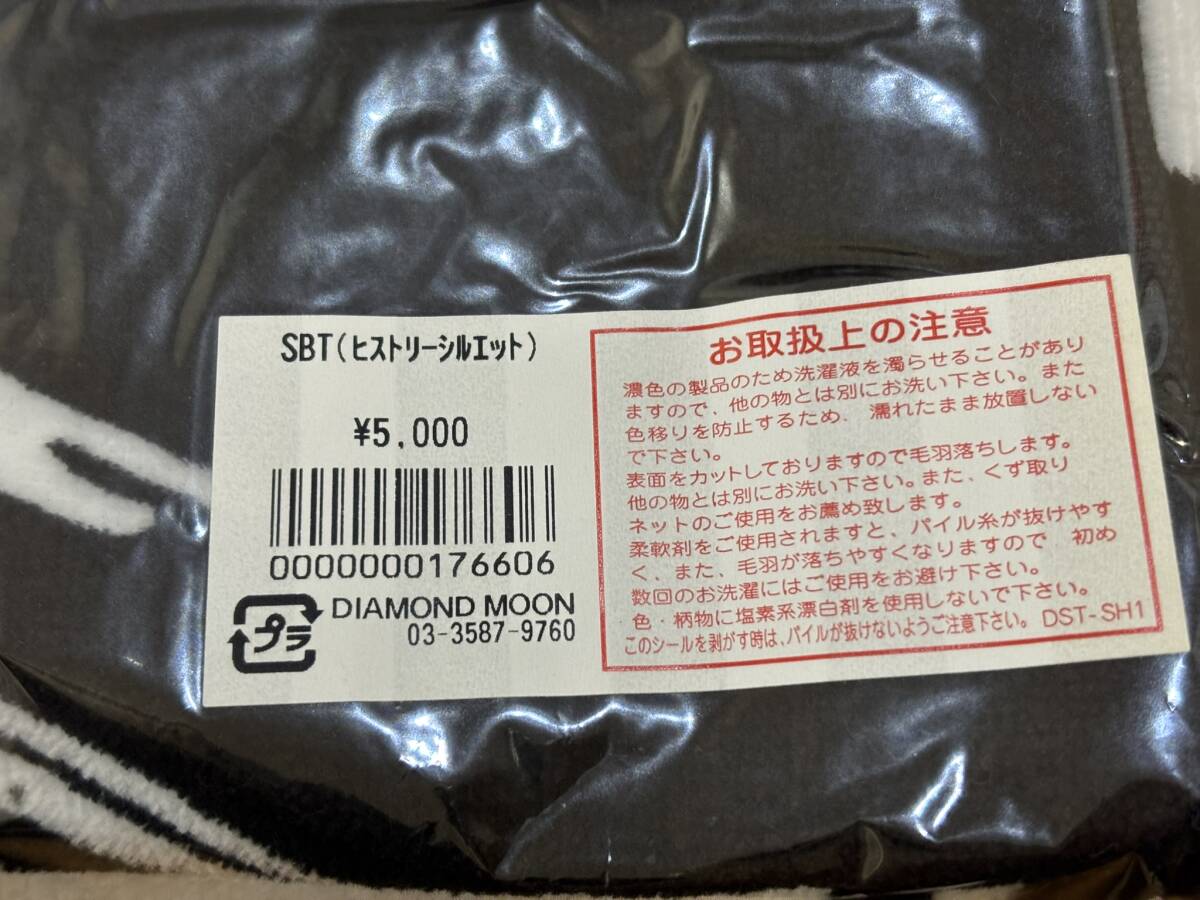 SBT(ヒストリーシルエット)
¥5,000
0000000176606
プラ
DIAMOND MOON
03-3587-9760
お取扱上の注意
濃色の製品のため洗濯液を濁らせることがあり
ますので、他の物とは別にお洗い下さい。また
色移りを防止するため、濡れたまま放置しない
で下さい。
表面をカットしておりますので毛羽落ちします。
他の物とは別にお洗い下さい。また、くず取り
ネットのご使用をお薦め致します。
柔軟剤をご使用されますと、パイル糸が抜けやす
く、また、毛羽が落ちやすくなりますので 初め
数回のお洗濯にはご使用をお避け下さい。
色・柄物に塩素系漂白剤を使用しないで下さい。
このシールを剥がす時は、パイルが抜けないようご注意下さい。 DST-SH1